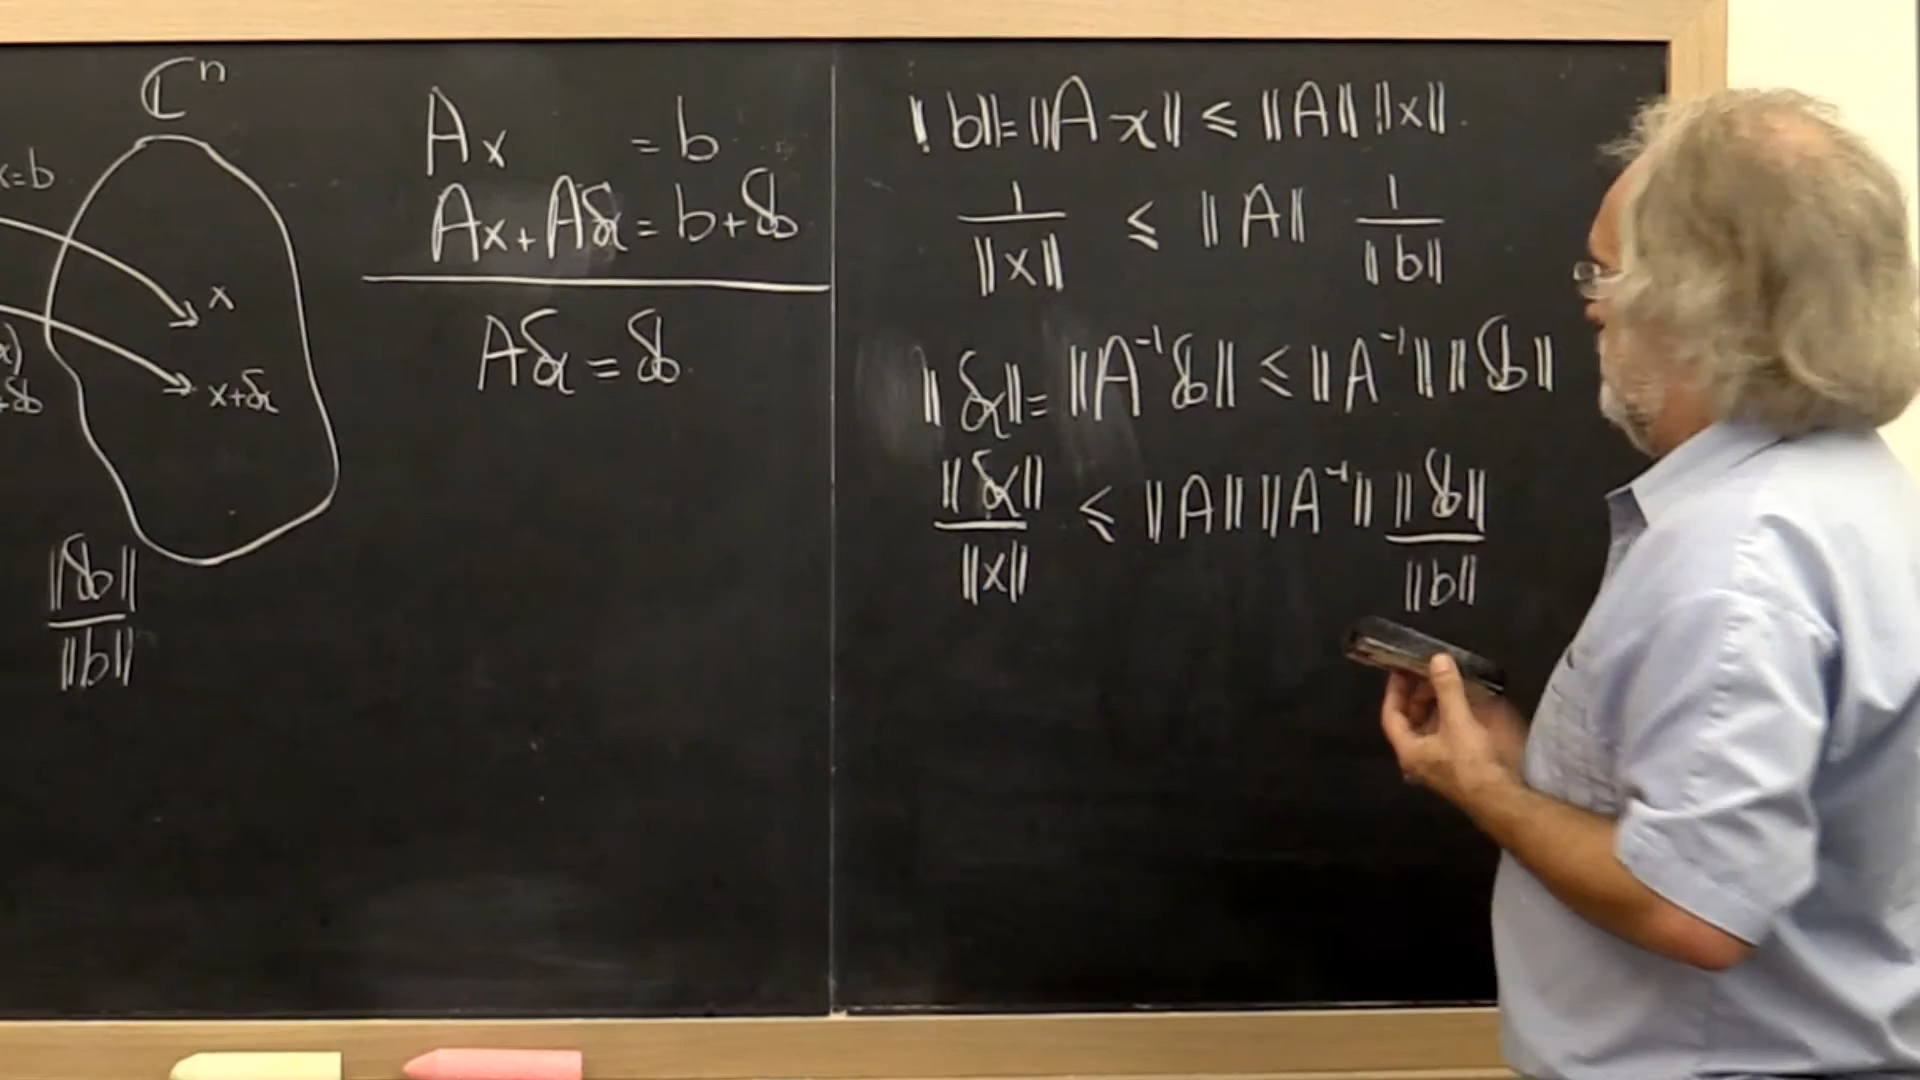 ℂⁿ
x=b
x
x)
+δb
x+δx
‖δb‖
‖b‖
Ax = b
Ax+Aδx = b+δb
Aδx = δb
‖b‖=‖Ax‖ ≤ ‖A‖ ‖x‖.
1/‖x‖ ≤ ‖A‖ 1/‖b‖
‖δx‖= ‖A⁻¹δb‖ ≤ ‖A⁻¹‖ ‖δb‖
‖δx‖/‖x‖ ≤ ‖A‖ ‖A⁻¹‖ ‖δb‖/‖b‖